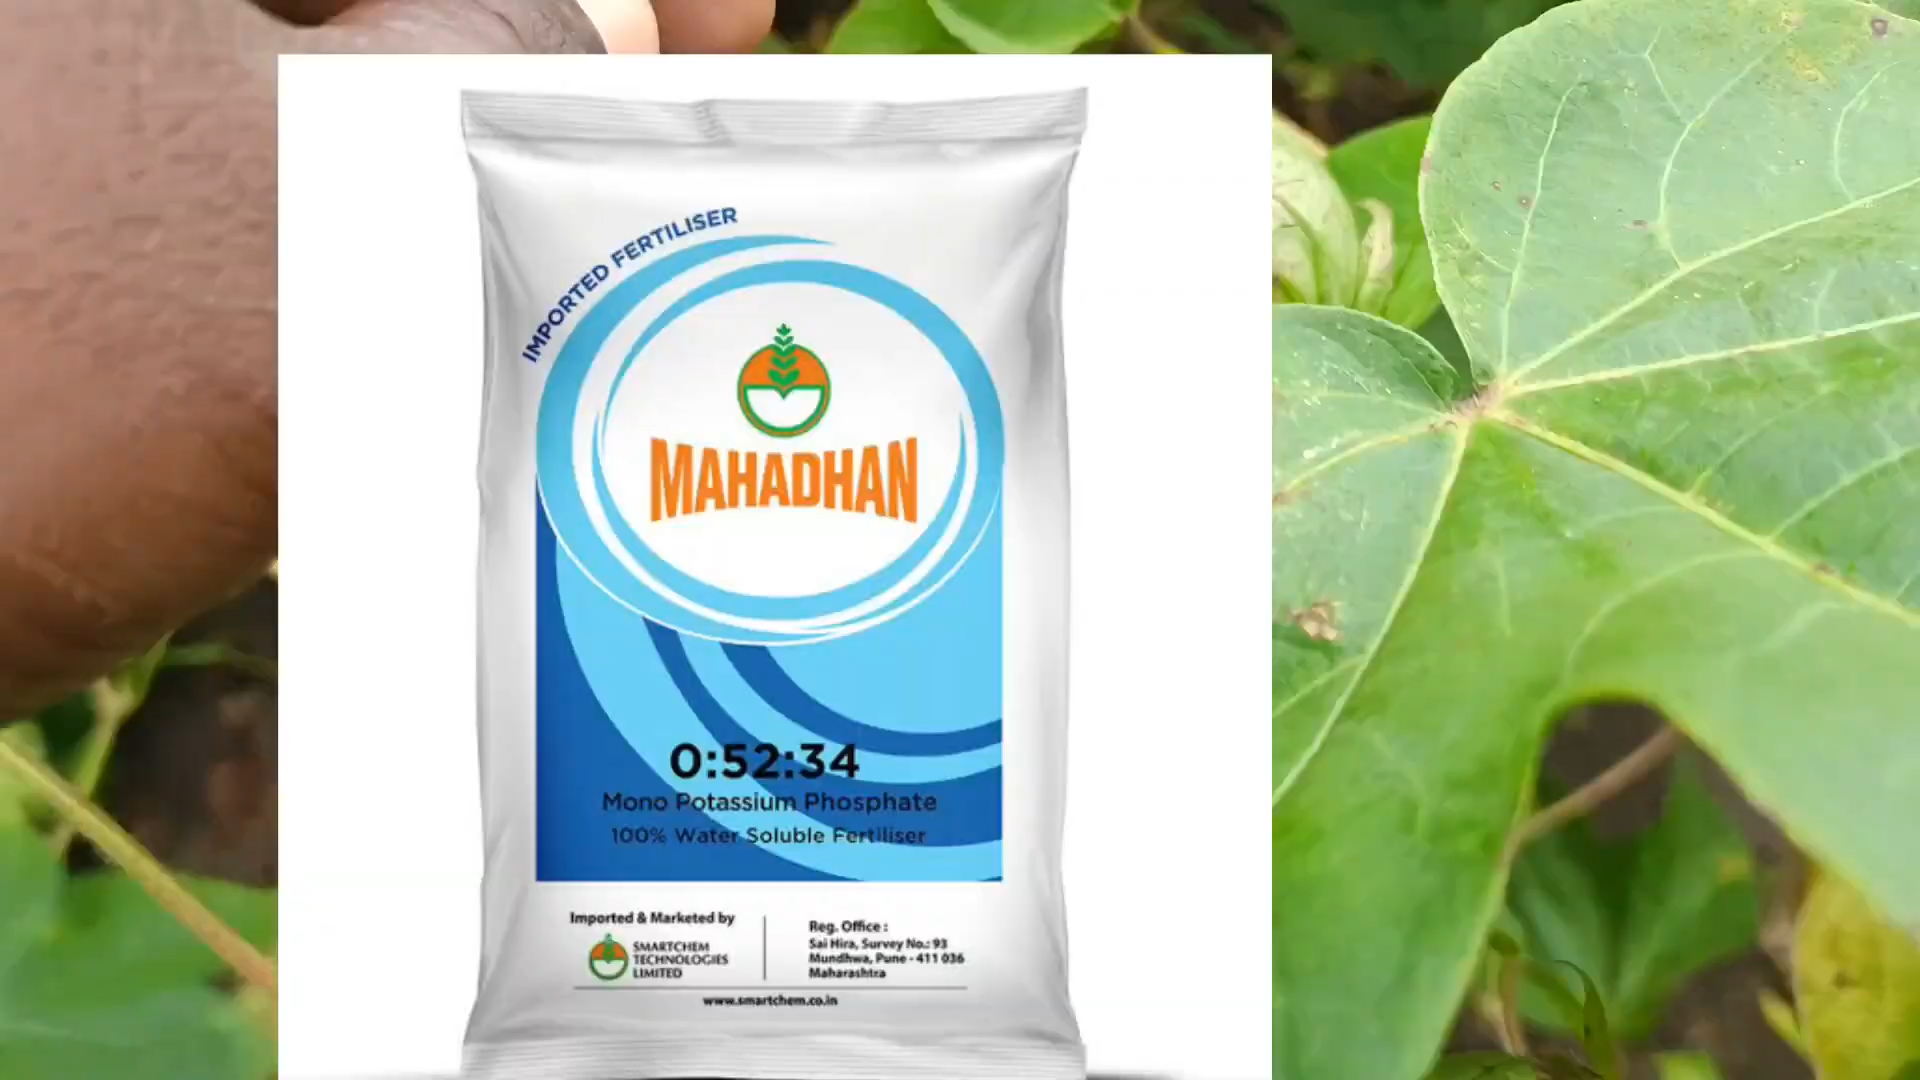 IMPORTED FERTILISER
MAHADHAN
0:52:34
Mono Potassium Phosphate
100% Water Soluble Fertiliser
Imported & Marketed by
SMARTCHEM
TECHNOLOGIES
LIMITED
Reg. Office :
Sai Hira, Survey No.: 93
Mundhwa, Pune - 411 036
Maharashtra
www.smartchem.co.in